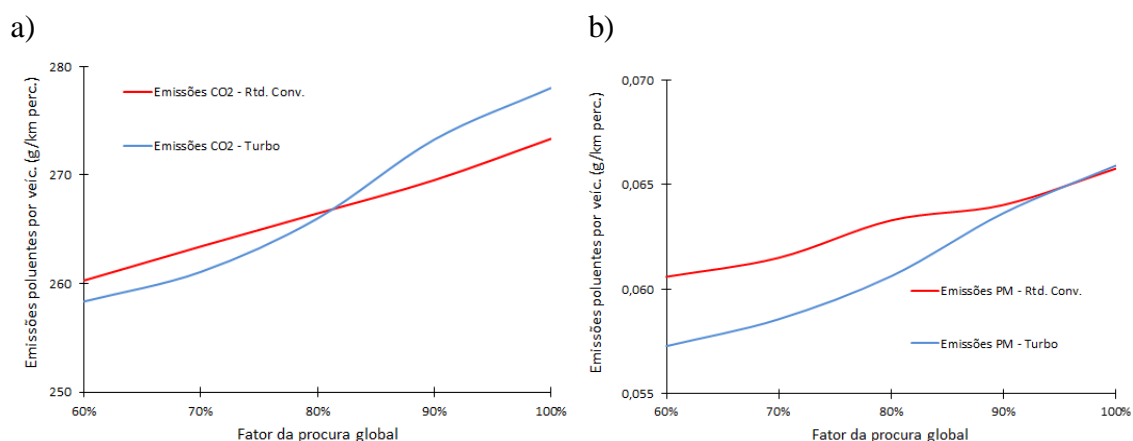 a)
Emissões poluentes por veíc. (g/km perc.)
280
270
260
250
Emissões CO2 - Rtd. Conv.
Emissões CO2 - Turbo
60%
70%
80%
90%
100%
Fator da procura global
b)
Emissões poluentes por veíc. (g/km perc.)
0,070
0,065
0,060
0,055
Emissões PM - Rtd. Conv.
Emissões PM - Turbo
60%
70%
80%
90%
100%
Fator da procura global